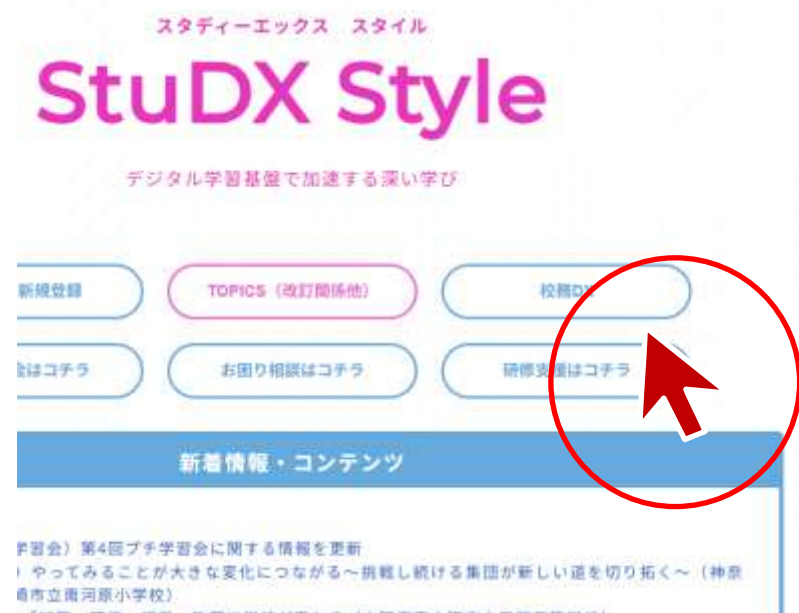 スタディーエックス スタイル
StuDX Style
デジタル学習基盤で加速する深い学び
新規登録
TOPICS（改訂関係他）
校務DX
会はコチラ
お困り相談はコチラ
研修支援はコチラ
新着情報・コンテンツ
学習会）第4回プチ学習会に関する情報を更新
）やってみることが大きな変化につながる～挑戦し続ける集団が新しい道を切り拓く～（神奈
崎市立南河原小学校）